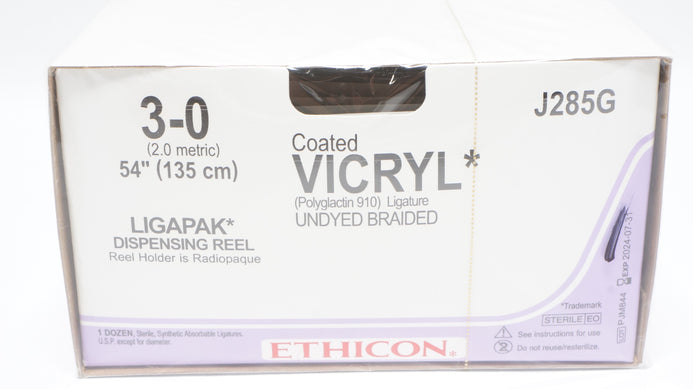 3-0
(2.0 metric)
54" (135 cm)
LIGAPAK*
DISPENSING REEL
Reel Holder is Radiopaque
Coated
VICRYL*
(Polyglactin 910) Ligature
UNDYED BRAIDED
J285G
1 DOZEN, Sterile, Synthetic Absorbable Ligatures.
U.S.P. except for diameter.
ETHICON*
LOT PJM844
EXP 2024-07-31
*Trademark
STERILE EO
See instructions for use
Do not reuse/resterilize.